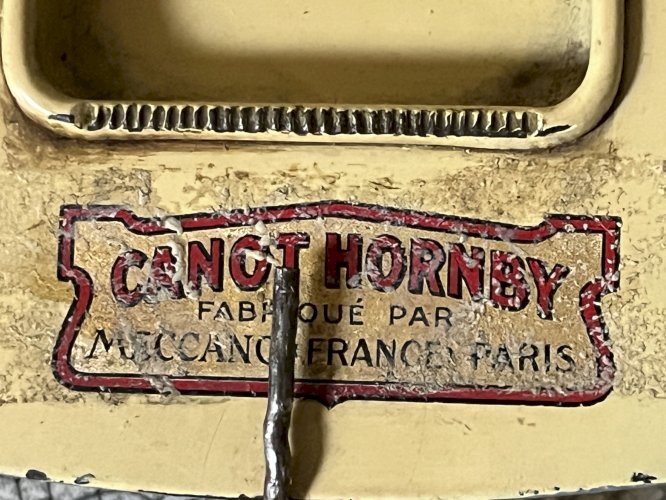 CANOT HORNBY
FABRIQUÉ PAR
MECCANO (FRANCE) PARIS